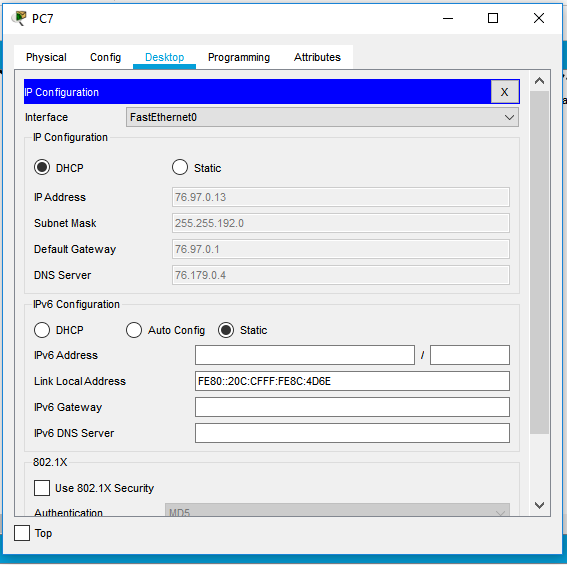 PC7
Physical Config Desktop Programming Attributes
IP Configuration X
Interface FastEthernet0
IP Configuration
DHCP Static
IP Address 76.97.0.13
Subnet Mask 255.255.192.0
Default Gateway 76.97.0.1
DNS Server 76.179.0.4
IPv6 Configuration
DHCP Auto Config Static
IPv6 Address /
Link Local Address FE80::20C:CFFF:FE8C:4D6E
IPv6 Gateway
IPv6 DNS Server
802.1X
Use 802.1X Security
Authentication MD5
Top